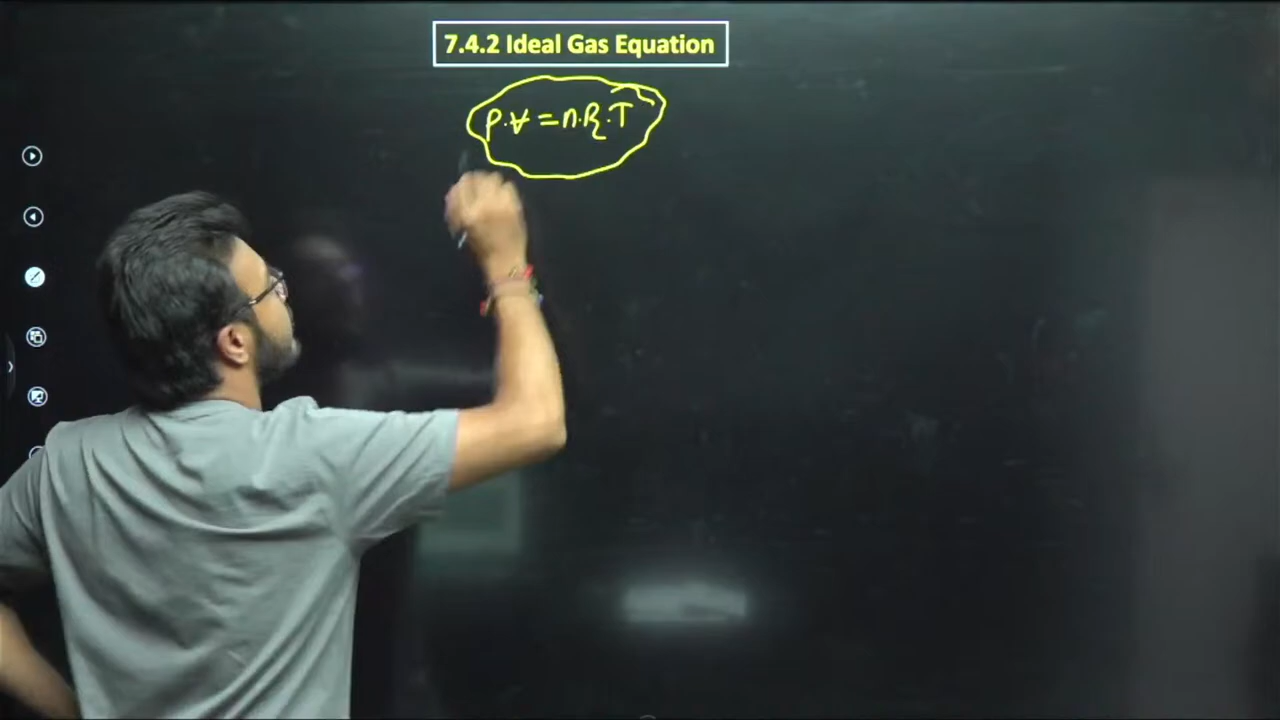 7.4.2 Ideal Gas Equation
P.V = n.R.T